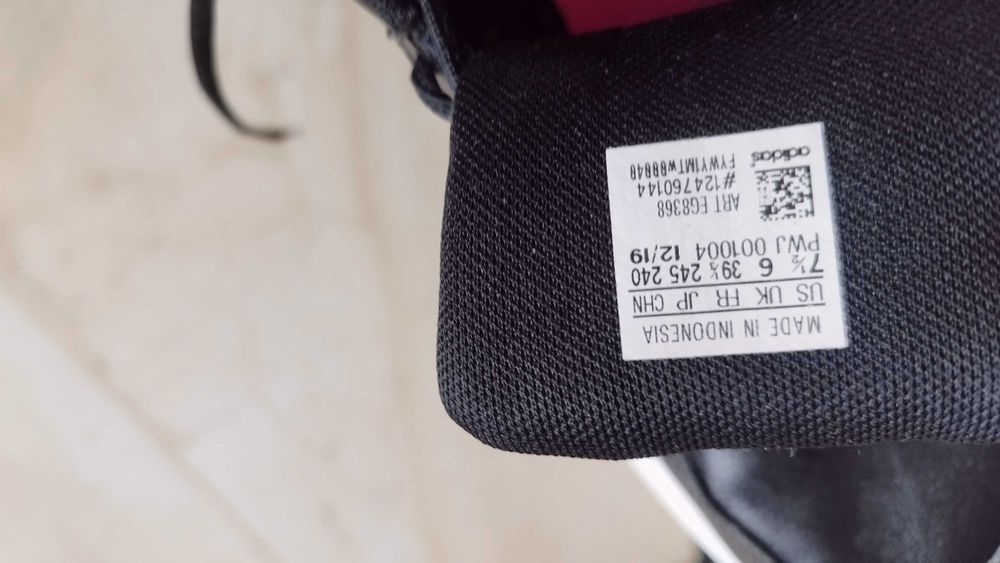 MADE IN INDONESIA
US UK FR JP CHN
7½ 6 39⅓ 245 240
PWJ 001004 12/19
ART EG8368
#124760144
adidas